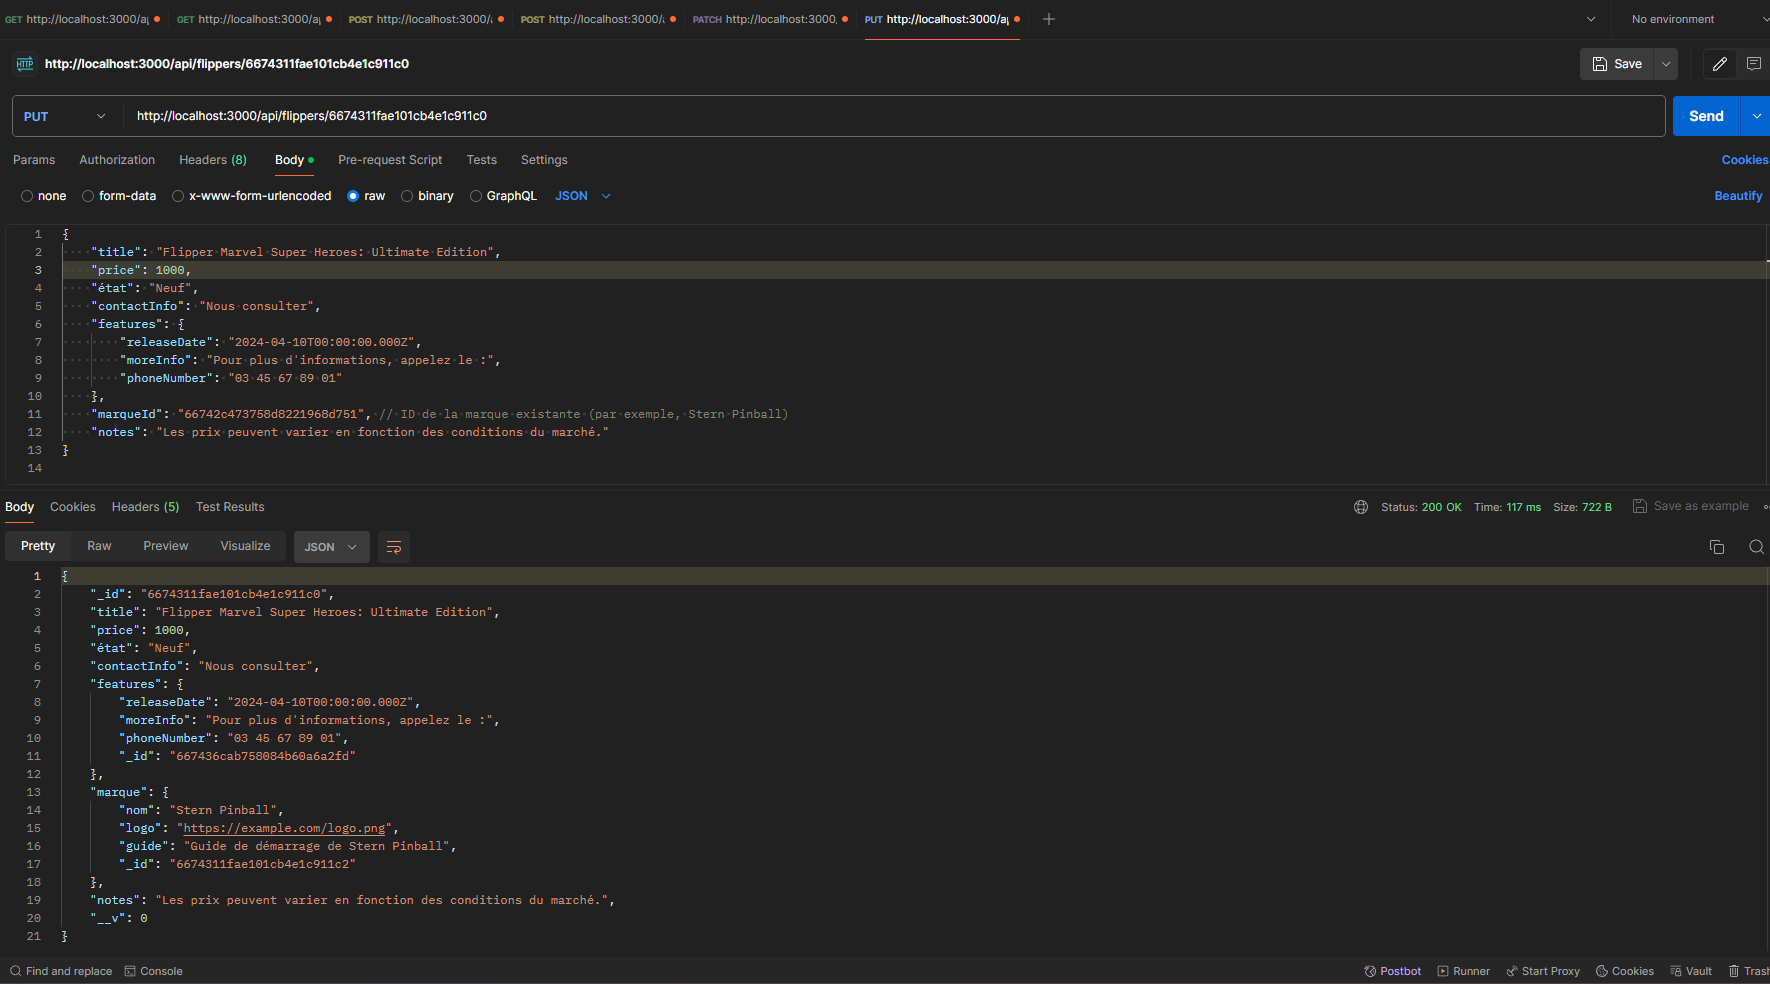 GET http://localhost:3000/a GET http://localhost:3000/a POST http://localhost:3000/ POST http://localhost:3000/ PATCH http://localhost:3000, PUT http://localhost:3000/a No environment
HTTP http://localhost:3000/api/flippers/6674311fae101cb4e1c911c0 Save
PUT http://localhost:3000/api/flippers/6674311fae101cb4e1c911c0 Send
Params Authorization Headers (8) Body Pre-request Script Tests Settings Cookies
none form-data x-www-form-urlencoded raw binary GraphQL JSON Beautify
1 {
2 "title": "Flipper Marvel Super Heroes: Ultimate Edition",
3 "price": 1000,
4 "état": "Neuf",
5 "contactInfo": "Nous consulter",
6 "features": {
7 "releaseDate": "2024-04-10T00:00:00.000Z",
8 "moreInfo": "Pour plus d'informations, appelez le :",
9 "phoneNumber": "03 45 67 89 01"
10 },
11 "marqueId": "66742c473758d8221968d751", // ID de la marque existante (par exemple, Stern Pinball)
12 "notes": "Les prix peuvent varier en fonction des conditions du marché."
13 }
14
Body Cookies Headers (5) Test Results Status: 200 OK Time: 117 ms Size: 722 B Save as example
Pretty Raw Preview Visualize JSON
1 {
2 "_id": "6674311fae101cb4e1c911c0",
3 "title": "Flipper Marvel Super Heroes: Ultimate Edition",
4 "price": 1000,
5 "état": "Neuf",
6 "contactInfo": "Nous consulter",
7 "features": {
8 "releaseDate": "2024-04-10T00:00:00.000Z",
9 "moreInfo": "Pour plus d'informations, appelez le :",
10 "phoneNumber": "03 45 67 89 01",
11 "_id": "667436cab758084b60a6a2fd"
12 },
13 "marque": {
14 "nom": "Stern Pinball",
15 "logo": "https://example.com/logo.png",
16 "guide": "Guide de démarrage de Stern Pinball",
17 "_id": "6674311fae101cb4e1c911c2"
18 },
19 "notes": "Les prix peuvent varier en fonction des conditions du marché.",
20 "__v": 0
21 }
Find and replace Console Postbot Runner Start Proxy Cookies Vault Trash